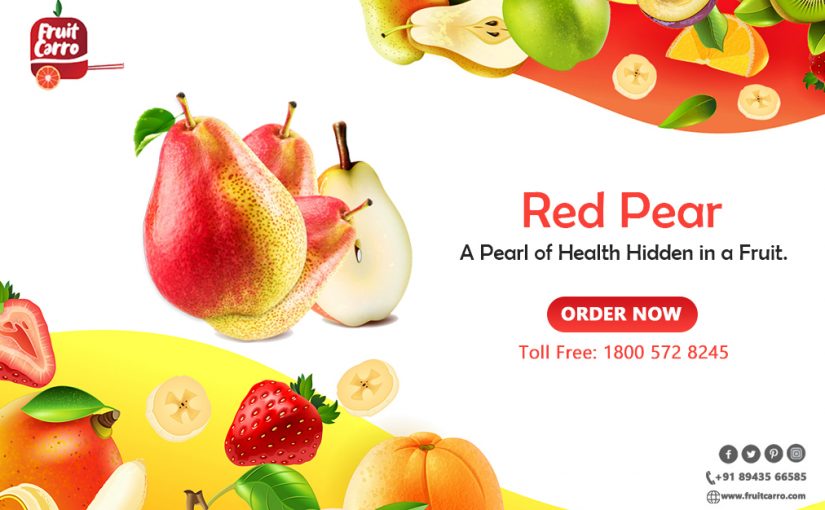 Fruit
Carro
Red Pear
A Pearl of Health Hidden in a Fruit.
ORDER NOW
Toll Free: 1800 572 8245
+91 89435 66585
www.fruitcarro.com